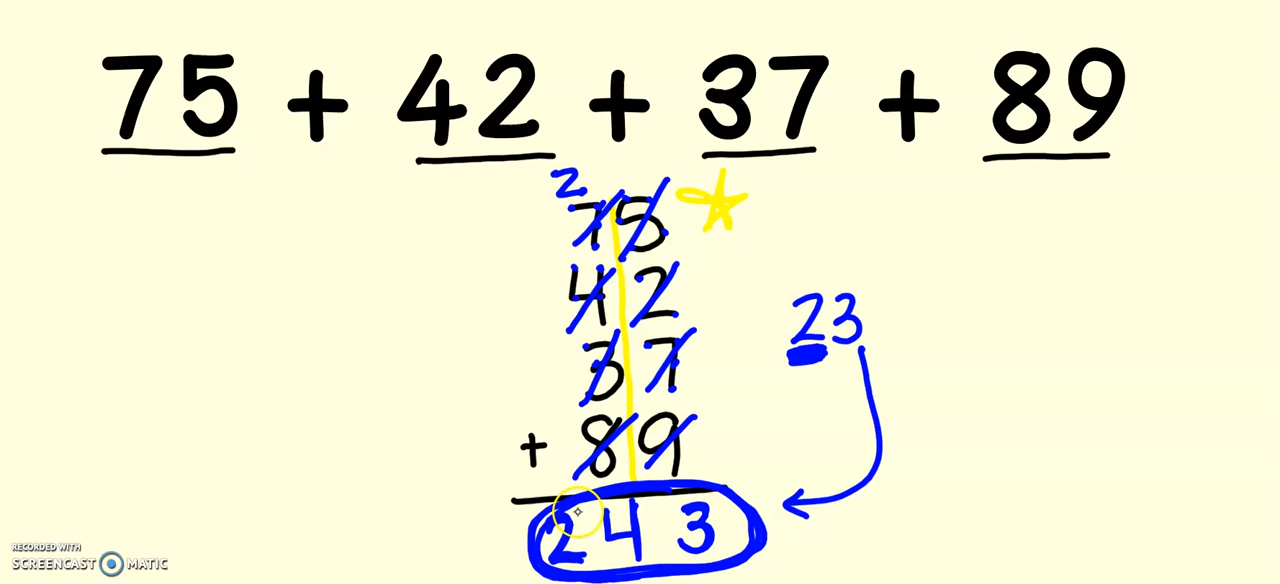 75 + 42 + 37 + 89
2
75
42
23
37
+ 89
243
RECORDED WITH
SCREENCAST MATIC